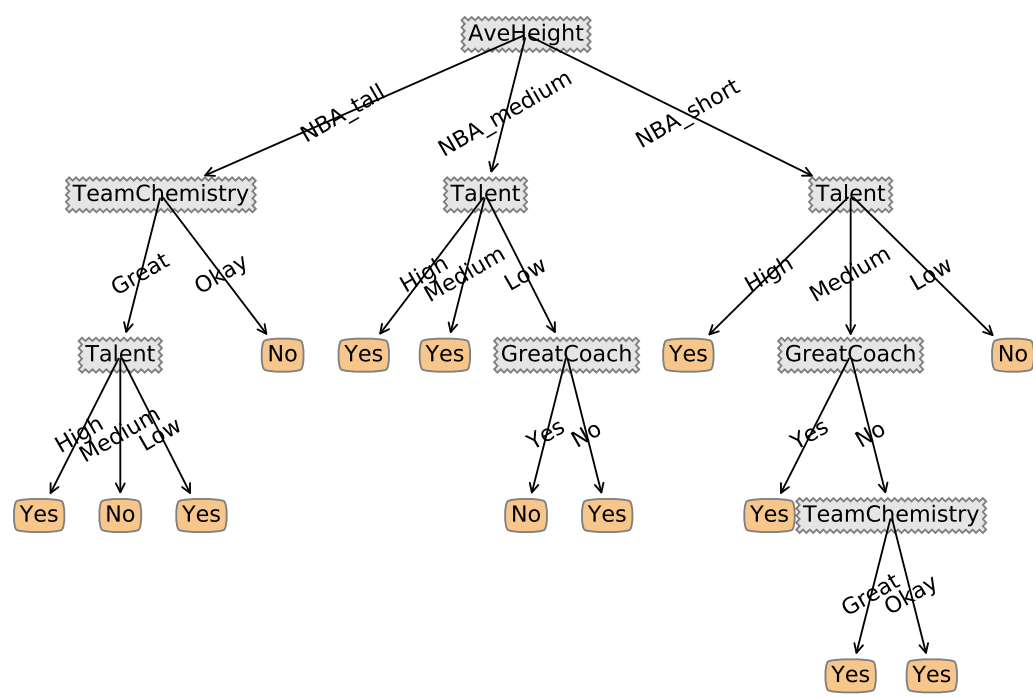 AveHeight
NBA_tall
NBA_medium
NBA_short
TeamChemistry
Talent
Talent
Great
Okay
High
Medium
Low
High
Medium
Low
Talent
No
Yes
Yes
GreatCoach
Yes
GreatCoach
No
High
Medium
Low
Yes
No
Yes
No
Yes
No
Yes
No
Yes
Yes
TeamChemistry
Great
Okay
Yes
Yes